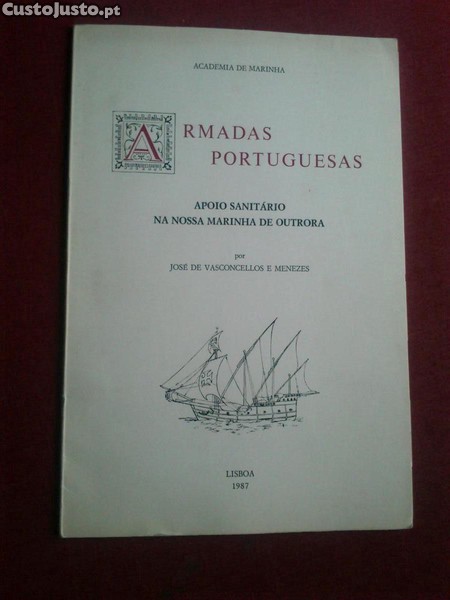 CustoJusto.pt
ACADEMIA DE MARINHA
ARMADAS
PORTUGUESAS
APOIO SANITÁRIO
NA NOSSA MARINHA DE OUTRORA
por
JOSÉ DE VASCONCELLOS E MENEZES
LISBOA
1987